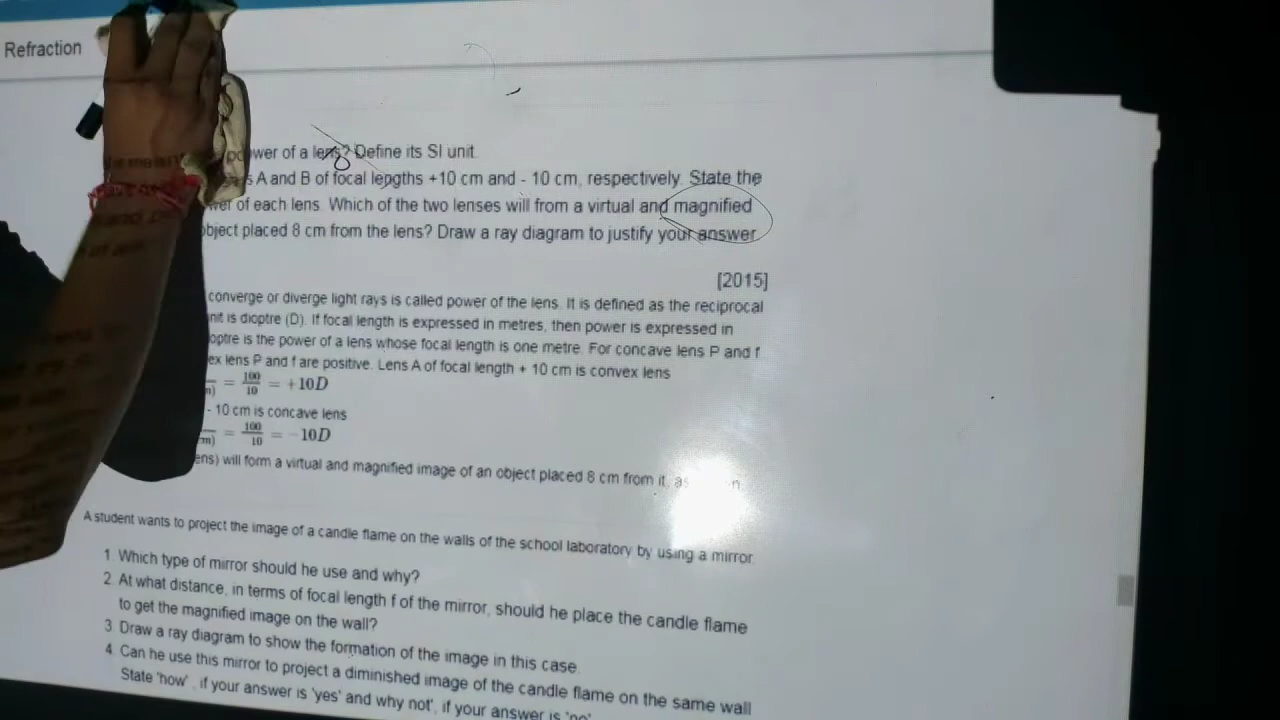 Refraction
power of a lens? Define its SI unit.
A and B of focal lengths +10 cm and - 10 cm, respectively. State the
of each lens. Which of the two lenses will from a virtual and magnified
object placed 8 cm from the lens? Draw a ray diagram to justify your answer
[2015]
converge or diverge light rays is called power of the lens. It is defined as the reciprocal
is dioptre (D). If focal length is expressed in metres, then power is expressed in
is the power of a lens whose focal length is one metre. For concave lens P and f
lens P and f are positive. Lens A of focal length + 10 cm is convex lens
= 100/10 = +10D
- 10 cm is concave lens
= 100/10 = -10D
will form a virtual and magnified image of an object placed 8 cm from it,
A student wants to project the image of a candle flame on the walls of the school laboratory by using a mirror
1 Which type of mirror should he use and why?
2. At what distance, in terms of focal length f of the mirror, should he place the candle flame
to get the magnified image on the wall?
3 Draw a ray diagram to show the formation of the image in this case.
4 Can he use this mirror to project a diminished image of the candle flame on the same wall
State 'how', if your answer is 'yes' and why not', if your answer is 'no'